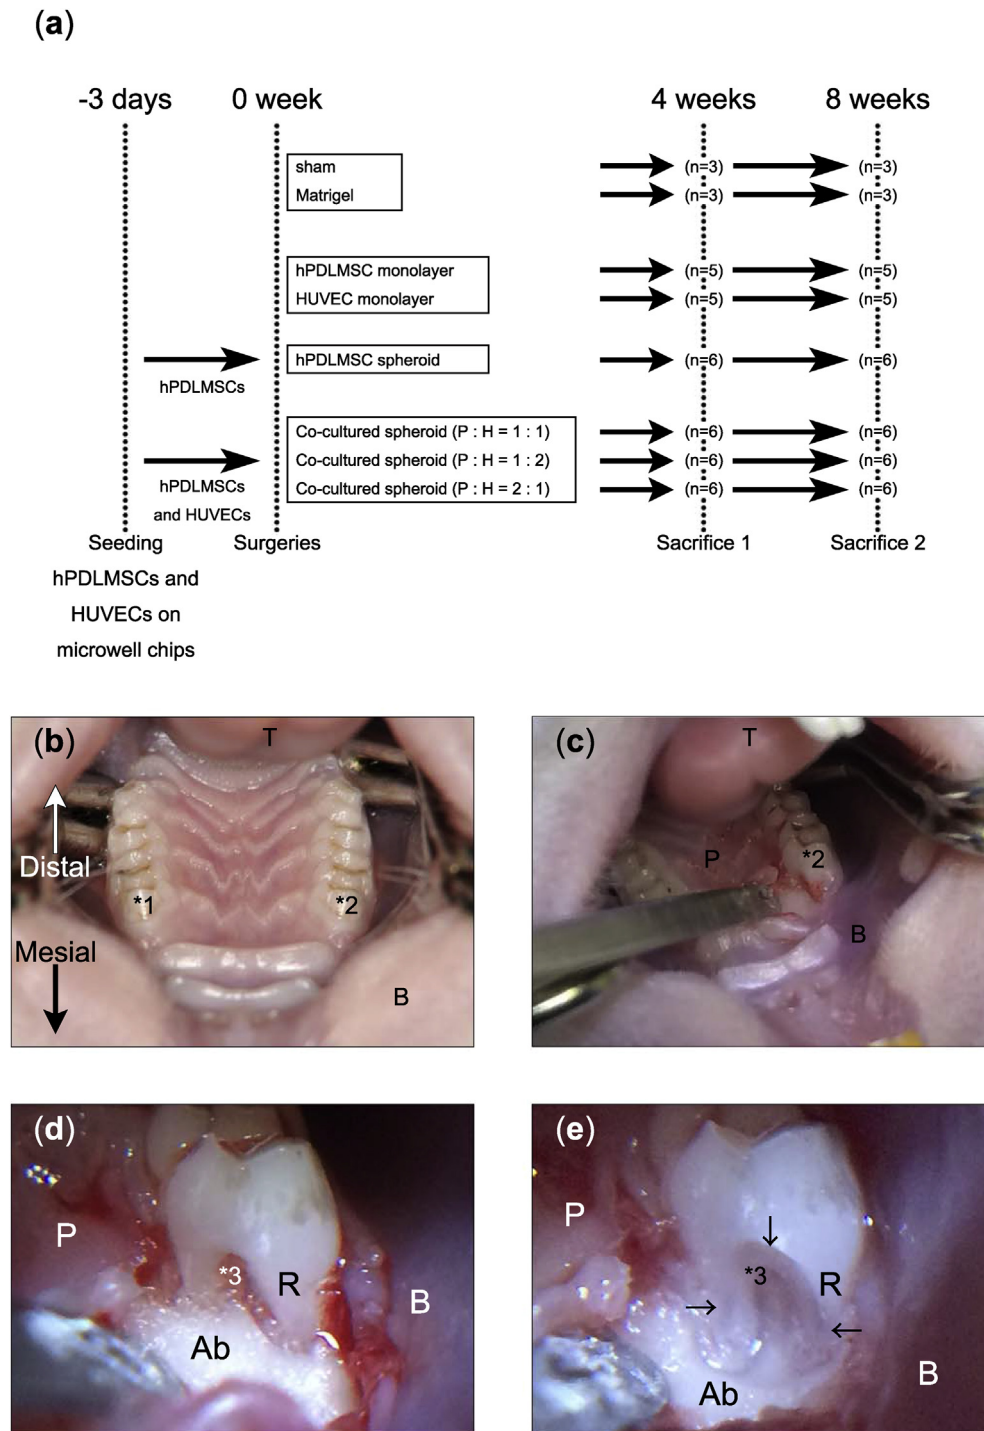 (a)
-3 days 0 week 4 weeks 8 weeks
sham (n=3) (n=3)
Matrigel (n=3) (n=3)
hPDLMSC monolayer (n=5) (n=5)
HUVEC monolayer (n=5) (n=5)
hPDLMSC spheroid (n=6) (n=6)
hPDLMSCs
Co-cultured spheroid (P : H = 1 : 1) (n=6) (n=6)
Co-cultured spheroid (P : H = 1 : 2) (n=6) (n=6)
hPDLMSCs
Co-cultured spheroid (P : H = 2 : 1) (n=6) (n=6)
and HUVECs
Seeding Surgeries Sacrifice 1 Sacrifice 2
hPDLMSCs and
HUVECs on
microwell chips
(b)
T
Distal
*1 *2
Mesial
B
(c)
T
P *2
B
(d)
P
*3
R
B
Ab
(e)
P
*3
R
B
Ab